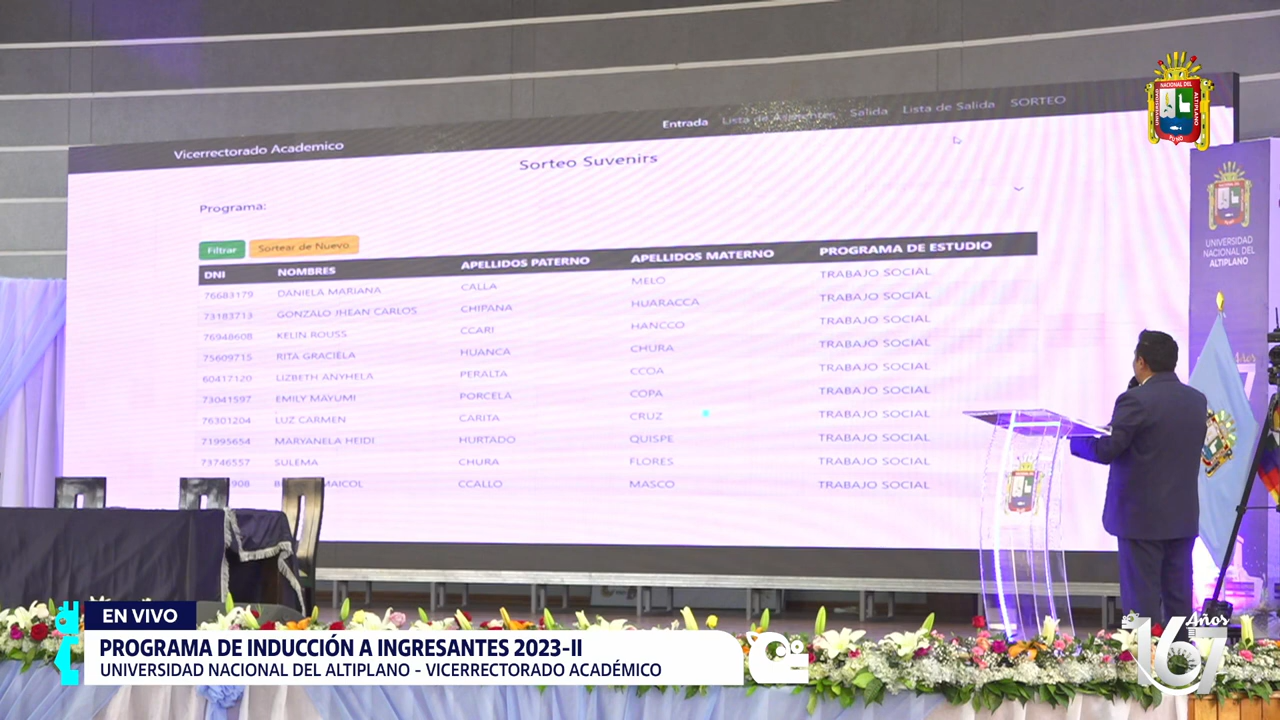 Entrada Lista de Asistentes Salida Lista de Salida SORTEO
Vicerrectorado Academico
Sorteo Suvenirs
Programa:
Filtrar Sortear de Nuevo
DNI NOMBRES APELLIDOS PATERNO APELLIDOS MATERNO PROGRAMA DE ESTUDIO
76683179 DANIELA MARIANA CALLA MELO TRABAJO SOCIAL
73183713 GONZALO JHEAN CARLOS CHIPANA HUARACCA TRABAJO SOCIAL
76948608 KELIN ROUSS CCARI HANCCO TRABAJO SOCIAL
75609715 RITA GRACIELA HUANCA CHURA TRABAJO SOCIAL
60417120 LIZBETH ANYHELA PERALTA CCOA TRABAJO SOCIAL
73041597 EMILY MAYUMI PORCELA COPA TRABAJO SOCIAL
76301204 LUZ CARMEN CARITA CRUZ TRABAJO SOCIAL
71995654 MARYANELA HEIDI HURTADO QUISPE TRABAJO SOCIAL
73746557 SULEMA CHURA FLORES TRABAJO SOCIAL
908 MAICOL CCALLO MASCO TRABAJO SOCIAL
NACIONAL DEL
ALTIPLANO
UNIVERSIDAD
PUNO
UNIVERSIDAD
NACIONAL DEL
ALTIPLANO
EN VIVO
PROGRAMA DE INDUCCIÓN A INGRESANTES 2023-II
UNIVERSIDAD NACIONAL DEL ALTIPLANO - VICERRECTORADO ACADÉMICO
167 Años